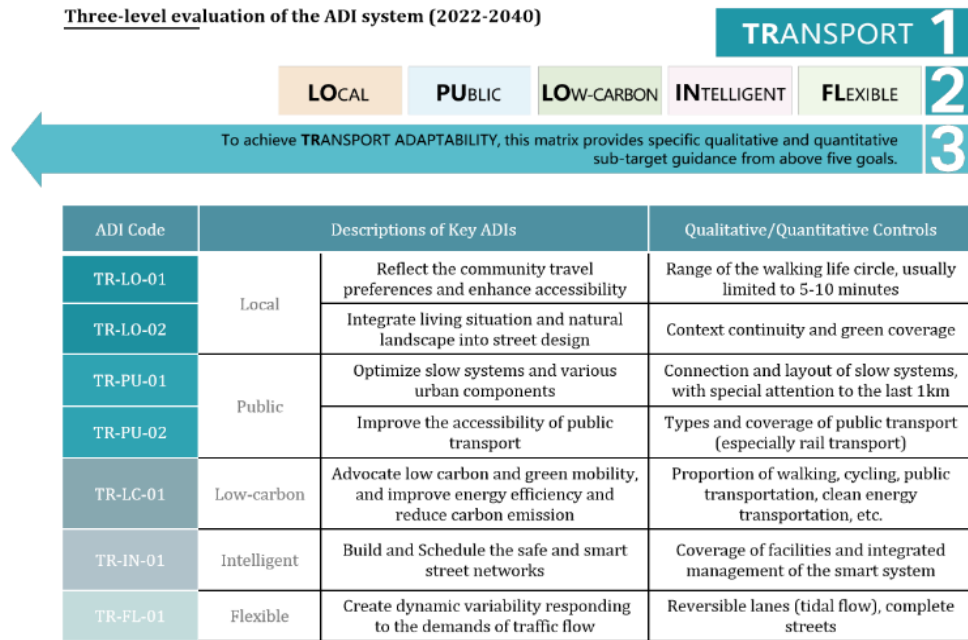 Three-level evaluation of the ADI system (2022-2040)
TRANSPORT 1
LOCAL PUBLIC LOW-CARBON INTELLIGENT FLEXIBLE 2
To achieve TRANSPORT ADAPTABILITY, this matrix provides specific qualitative and quantitative
sub-target guidance from above five goals.
3
ADI Code Descriptions of Key ADIs Qualitative/Quantitative Controls
TR-LO-01
Local
Reflect the community travel
preferences and enhance accessibility
Range of the walking life circle, usually
limited to 5-10 minutes
TR-LO-02
Integrate living situation and natural
landscape into street design
Context continuity and green coverage
TR-PU-01
Public
Optimize slow systems and various
urban components
Connection and layout of slow systems,
with special attention to the last 1km
TR-PU-02
Improve the accessibility of public
transport
Types and coverage of public transport
(especially rail transport)
TR-LC-01
Low-carbon
Advocate low carbon and green mobility,
and improve energy efficiency and
reduce carbon emission
Proportion of walking, cycling, public
transportation, clean energy
transportation, etc.
TR-IN-01
Intelligent
Build and Schedule the safe and smart
street networks
Coverage of facilities and integrated
management of the smart system
TR-FL-01
Flexible
Create dynamic variability responding
to the demands of traffic flow
Reversible lanes (tidal flow), complete
streets